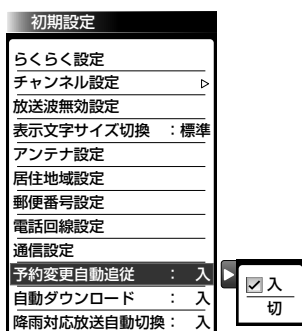 初期設定
らくらく設定
チャンネル設定
放送波無効設定
表示文字サイズ切換 ：標準
アンテナ設定
居住地域設定
郵便番号設定
電話回線設定
通信設定
予約変更自動追従 ： 入
自動ダウンロード ： 入
降雨対応放送自動切換： 入
入
切